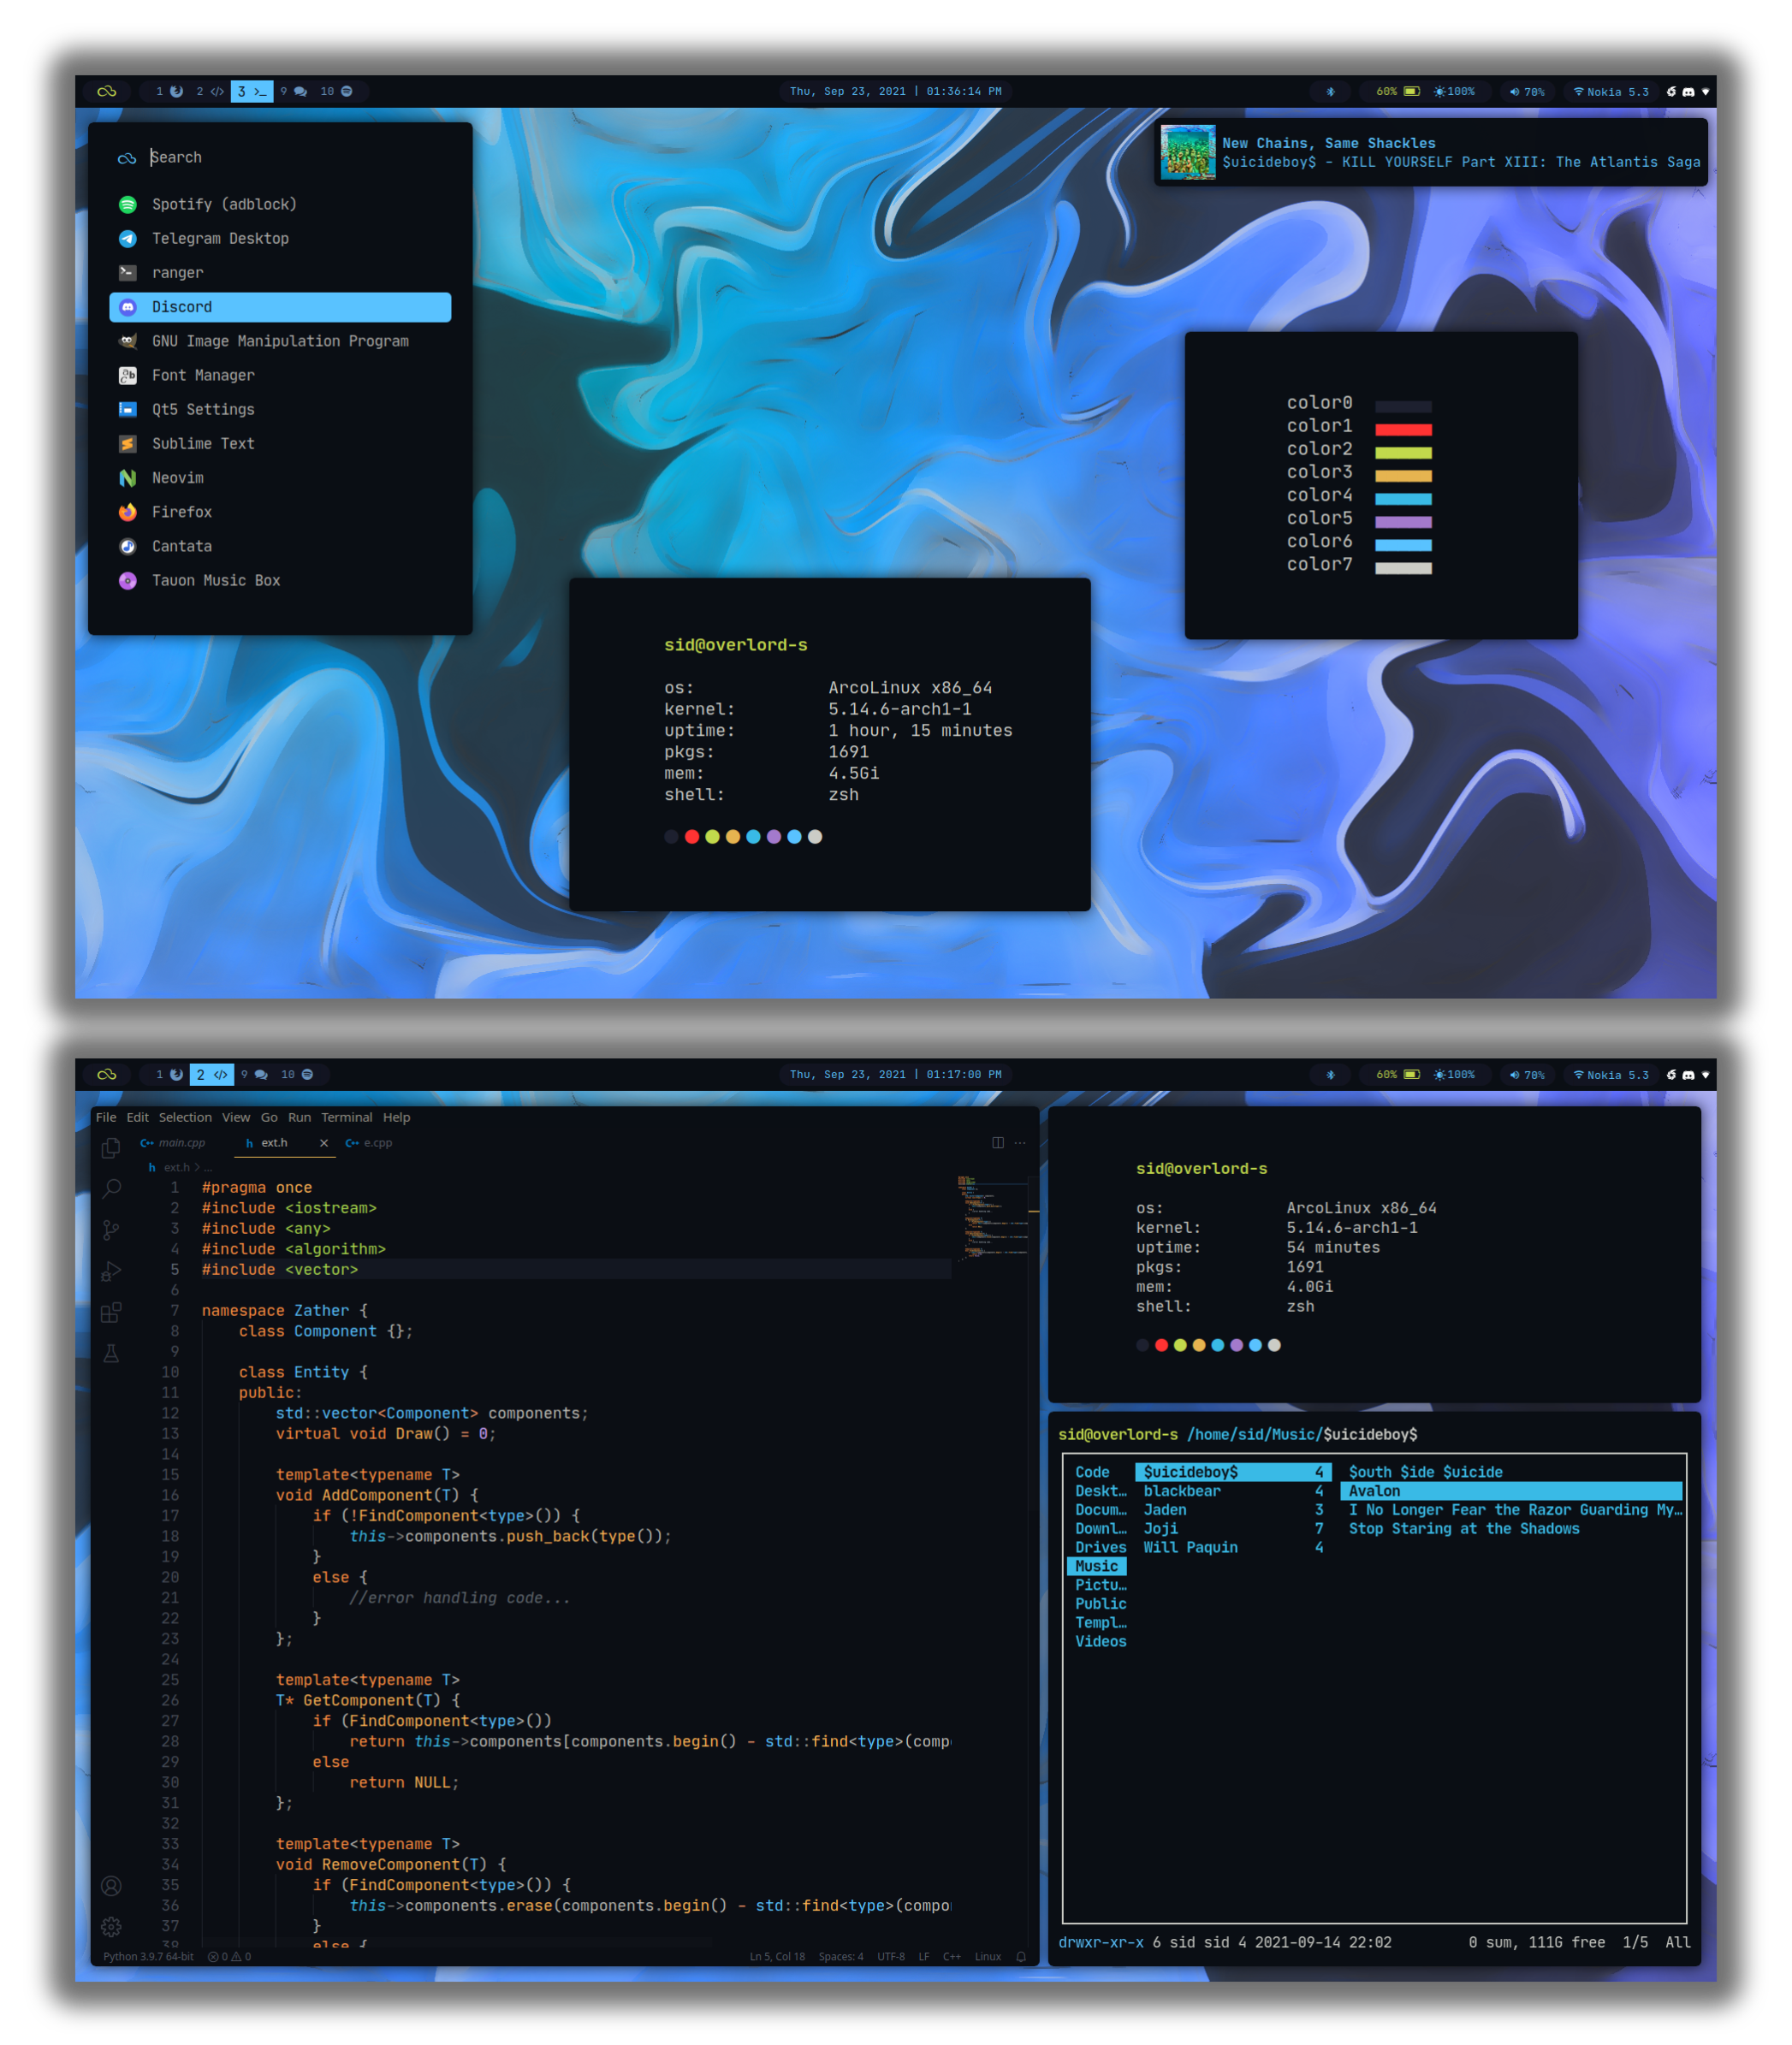 1 2 </> 3 >_ 9 10
Thu, Sep 23, 2021 | 01:36:14 PM
60% 100% 70% Nokia 5.3
Search
Spotify (adblock)
Telegram Desktop
ranger
Discord
GNU Image Manipulation Program
Font Manager
Qt5 Settings
Sublime Text
Neovim
Firefox
Cantata
Tauon Music Box
New Chains, Same Shackles
$uicideboy$ - KILL YOURSELF Part XIII: The Atlantis Saga
color0
color1
color2
color3
color4
color5
color6
color7
sid@overlord-s
os: ArcoLinux x86_64
kernel: 5.14.6-arch1-1
uptime: 1 hour, 15 minutes
pkgs: 1691
mem: 4.5Gi
shell: zsh
1 2 </> 9 10
Thu, Sep 23, 2021 | 01:17:00 PM
60% 100% 70% Nokia 5.3
File Edit Selection View Go Run Terminal Help
C++ main.cpp h ext.h × C++ e.cpp
h ext.h > ...
1 #pragma once
2 #include <iostream>
3 #include <any>
4 #include <algorithm>
5 #include <vector>
6
7 namespace Zather {
8 class Component {};
9
10 class Entity {
11 public:
12 std::vector<Component> components;
13 virtual void Draw() = 0;
14
15 template<typename T>
16 void AddComponent(T) {
17 if (!FindComponent<type>()) {
18 this->components.push_back(type());
19 }
20 else {
21 //error handling code...
22 }
23 };
24
25 template<typename T>
26 T* GetComponent(T) {
27 if (FindComponent<type>())
28 return this->components[components.begin() - std::find<type>(comp
29 else
30 return NULL;
31 };
32
33 template<typename T>
34 void RemoveComponent(T) {
35 if (FindComponent<type>()) {
36 this->components.erase(components.begin() - std::find<type>(compo
37 }
38 else {
Python 3.9.7 64-bit 0 0 Ln 5, Col 18 Spaces: 4 UTF-8 LF C++ Linux
sid@overlord-s
os: ArcoLinux x86_64
kernel: 5.14.6-arch1-1
uptime: 54 minutes
pkgs: 1691
mem: 4.0Gi
shell: zsh
sid@overlord-s /home/sid/Music/$uicideboy$
Code $uicideboy$ 4 $outh $ide $uicide
Deskt… blackbear 4 Avalon
Docum… Jaden 3 I No Longer Fear the Razor Guarding My…
Downl… Joji 7 Stop Staring at the Shadows
Drives Will Paquin 4
Music
Pictu…
Public
Templ…
Videos
drwxr-xr-x 6 sid sid 4 2021-09-14 22:02 0 sum, 111G free 1/5 All